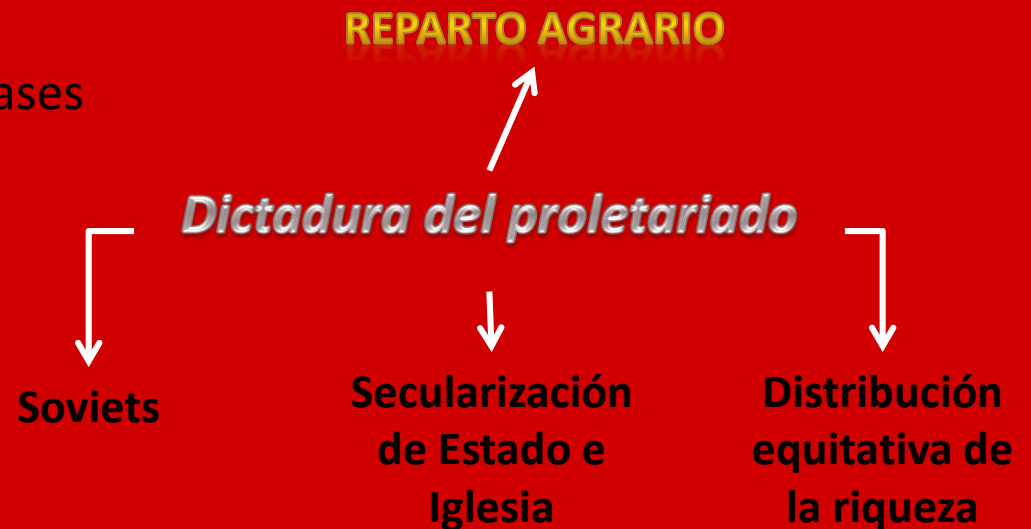 REPARTO AGRARIO
ases
Dictadura del proletariado
Soviets
Secularización
de Estado e
Iglesia
Distribución
equitativa de
la riqueza